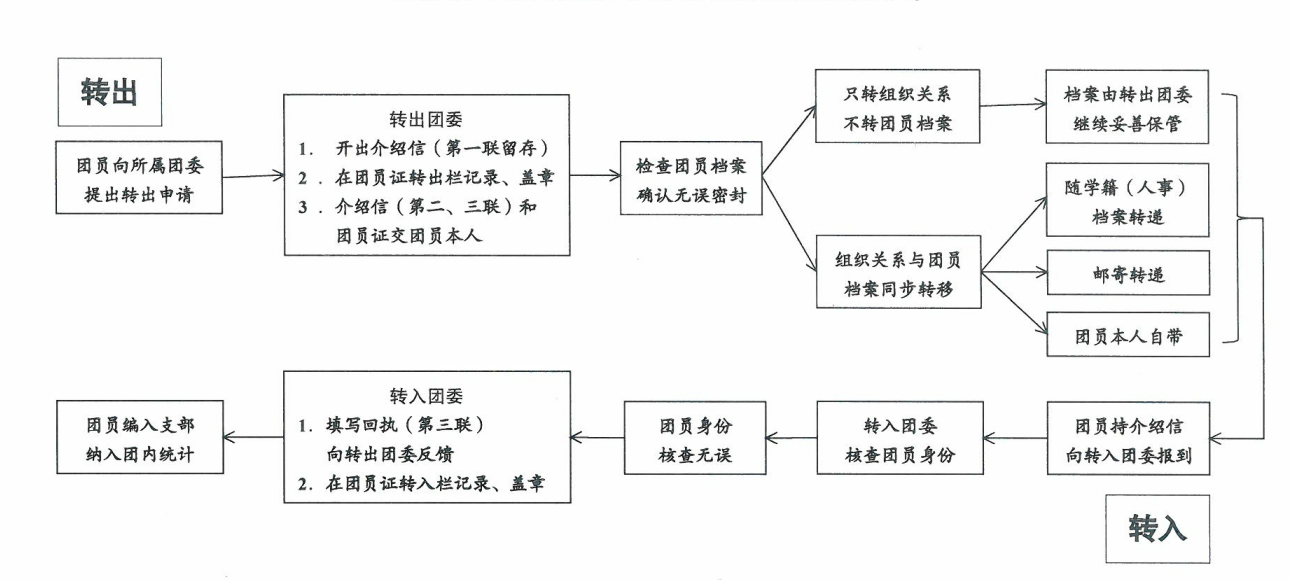 转出
团员向所属团委
提出转出申请
转出团委
1. 开出介绍信（第一联留存）
2．在团员证转出栏记录、盖章
3．介绍信（第二、三联）和
团员证交团员本人
检查团员档案
确认无误密封
只转组织关系
不转团员档案
档案由转出团委
继续妥善保管
组织关系与团员
档案同步转移
随学籍（人事）
档案转递
邮寄转递
团员本人自带
团员持介绍信
向转入团委报到
转入团委
核查团员身份
团员身份
核查无误
转入团委
1. 填写回执（第三联）
向转出团委反馈
2. 在团员证转入栏记录、盖章
团员编入支部
纳入团内统计
转入